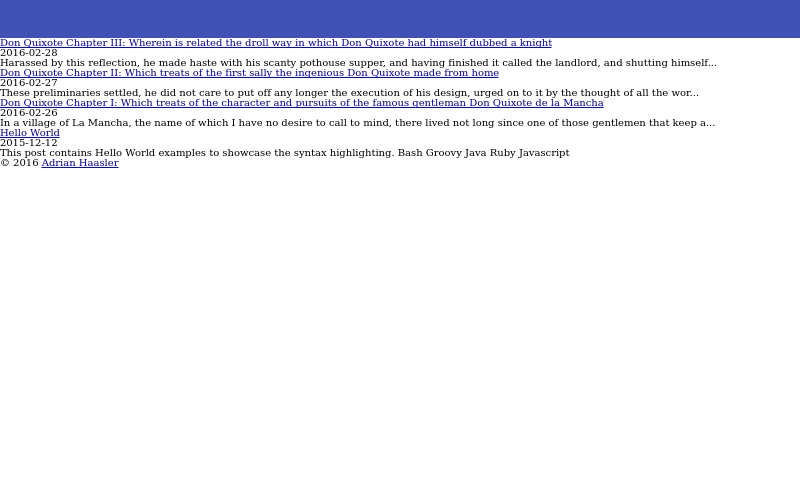 Don Quixote Chapter III: Wherein is related the droll way in which Don Quixote had himself dubbed a knight
2016-02-28
Harassed by this reflection, he made haste with his scanty pothouse supper, and having finished it called the landlord, and shutting himself...
Don Quixote Chapter II: Which treats of the first sally the ingenious Don Quixote made from home
2016-02-27
These preliminaries settled, he did not care to put off any longer the execution of his design, urged on to it by the thought of all the wor...
Don Quixote Chapter I: Which treats of the character and pursuits of the famous gentleman Don Quixote de la Mancha
2016-02-26
In a village of La Mancha, the name of which I have no desire to call to mind, there lived not long since one of those gentlemen that keep a...
Hello World
2015-12-12
This post contains Hello World examples to showcase the syntax highlighting. Bash Groovy Java Ruby Javascript
© 2016 Adrian Haasler